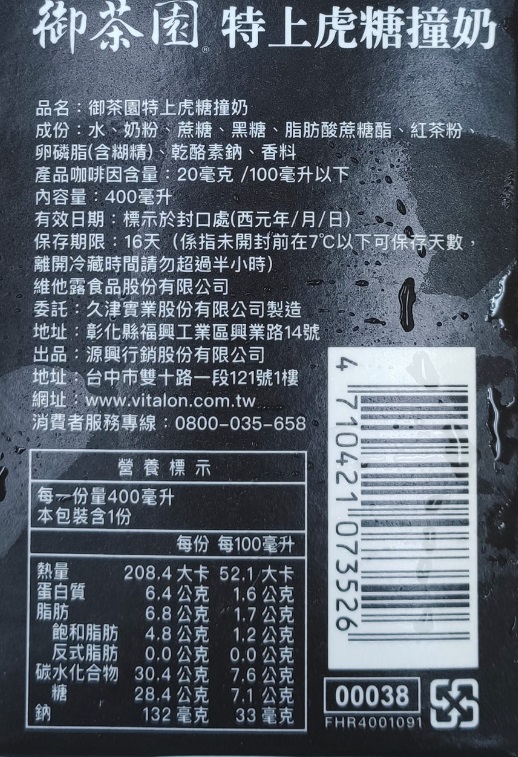 御茶園® 特上虎糖撞奶
品名：御茶園特上虎糖撞奶
成份：水、奶粉、蔗糖、黑糖、脂肪酸蔗糖酯、紅茶粉、
卵磷脂(含糊精)、乾酪素鈉、香料
產品咖啡因含量：20毫克 /100毫升以下
內容量：400毫升
有效日期：標示於封口處(西元年/月/日)
保存期限：16天（係指未開封前在7℃以下可保存天數，
離開冷藏時間請勿超過半小時）
維他露食品股份有限公司
委託：久津實業股份有限公司製造
地址：彰化縣福興工業區興業路14號
出品：源興行銷股份有限公司
地址：台中市雙十路一段121號1樓
網址：www.vitalon.com.tw
消費者服務專線：0800-035-658
營養標示
每一份量400毫升
本包裝含1份
每份 每100毫升
熱量 208.4大卡 52.1大卡
蛋白質 6.4公克 1.6公克
脂肪 6.8公克 1.7公克
飽和脂肪 4.8公克 1.2公克
反式脂肪 0.0公克 0.0公克
碳水化合物 30.4公克 7.6公克
糖 28.4公克 7.1公克
鈉 132毫克 33毫克
4 710421 073526
00038
FHR4001091